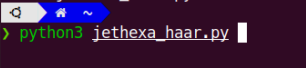 ~
❯ python3 jethexa_haar.py